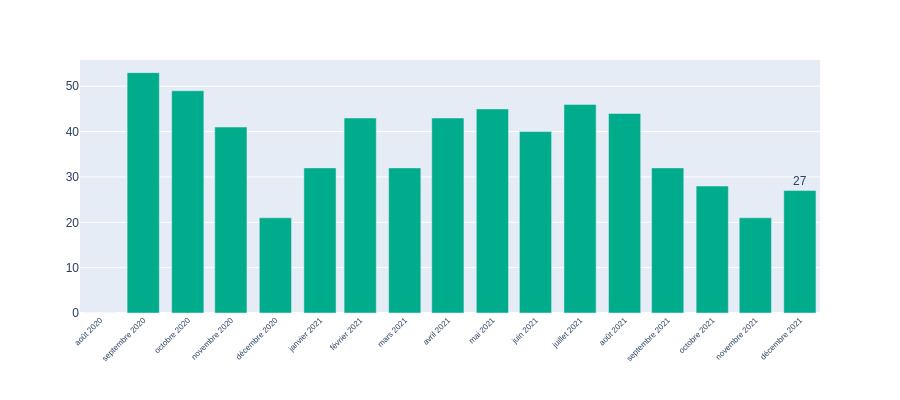 50
40
30
20
10
0
27
août 2020
septembre 2020
octobre 2020
novembre 2020
décembre 2020
janvier 2021
février 2021
mars 2021
avril 2021
mai 2021
juin 2021
juillet 2021
août 2021
septembre 2021
octobre 2021
novembre 2021
décembre 2021